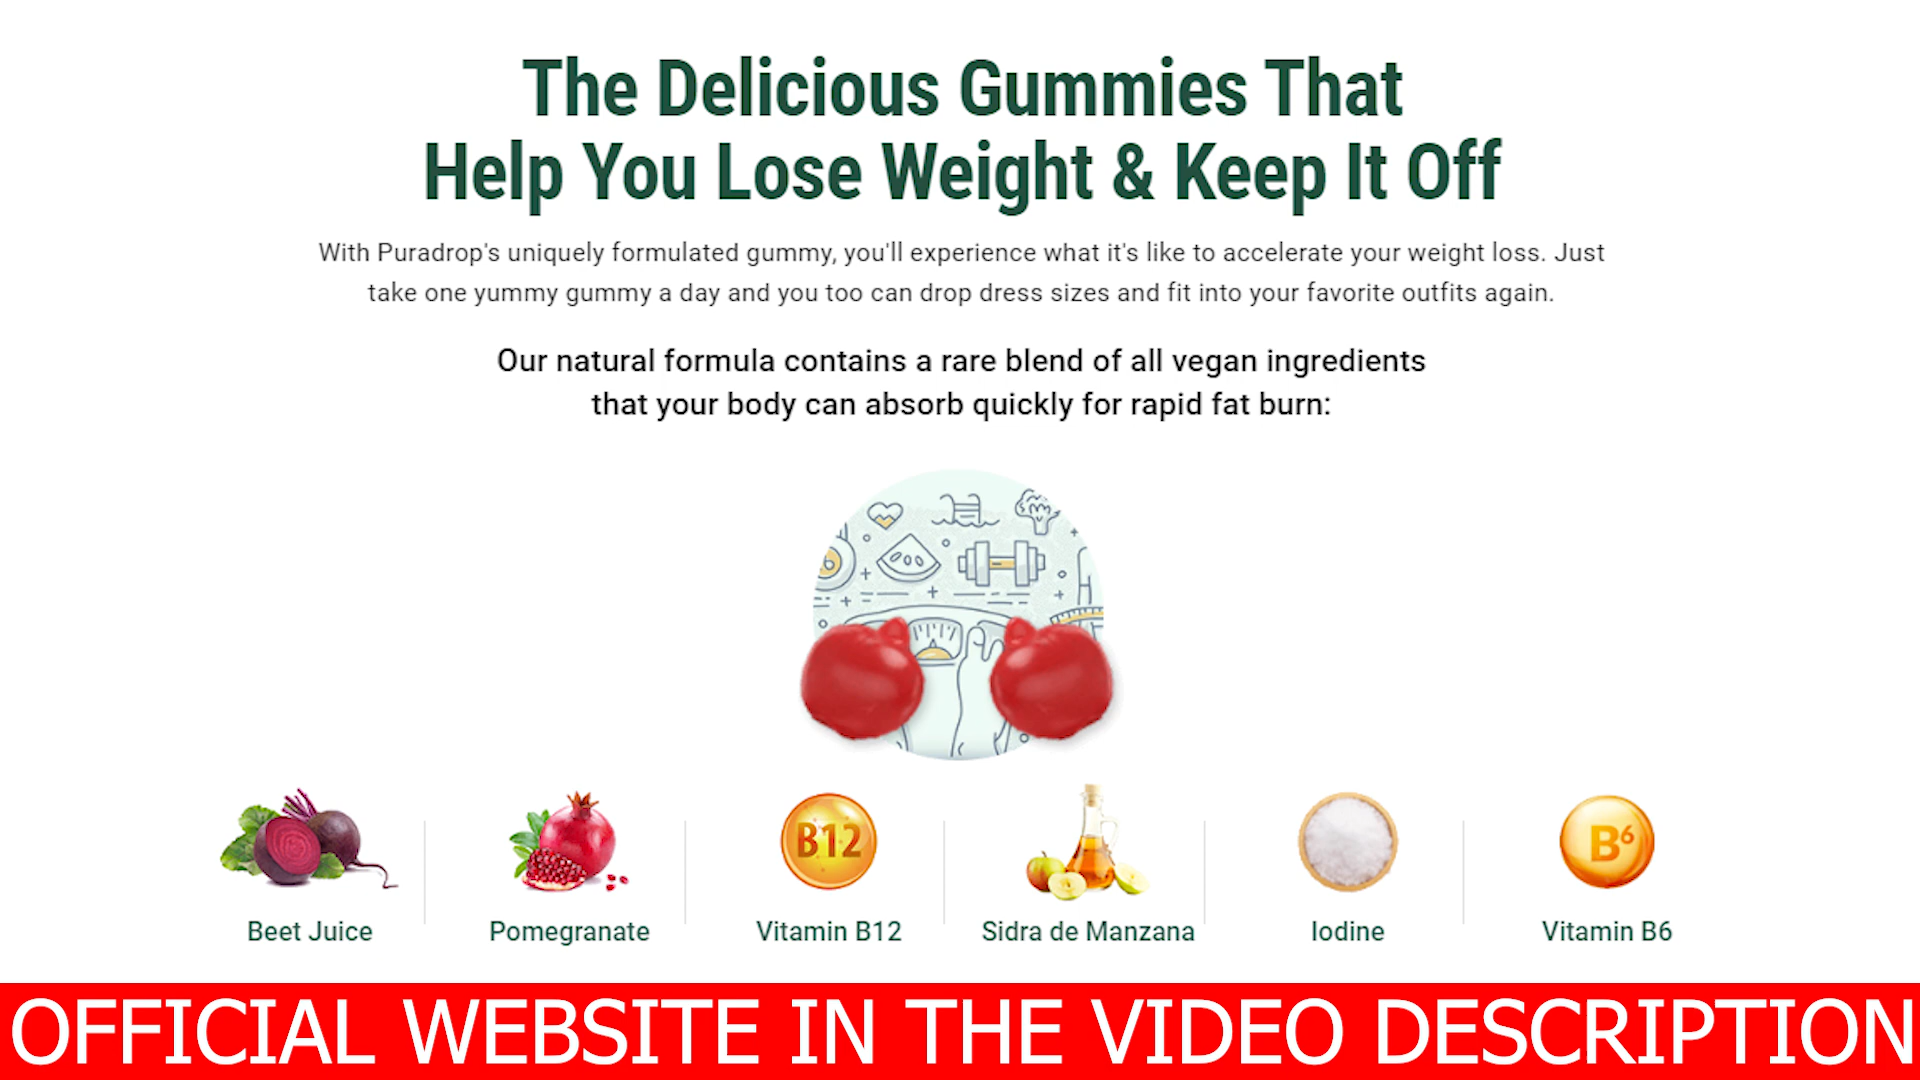 The Delicious Gummies That
Help You Lose Weight & Keep It Off
With Puradrop's uniquely formulated gummy, you'll experience what it's like to accelerate your weight loss. Just
take one yummy gummy a day and you too can drop dress sizes and fit into your favorite outfits again.
Our natural formula contains a rare blend of all vegan ingredients
that your body can absorb quickly for rapid fat burn:
B12
B6
Beet Juice
Pomegranate
Vitamin B12
Sidra de Manzana
Iodine
Vitamin B6
OFFICIAL WEBSITE IN THE VIDEO DESCRIPTION